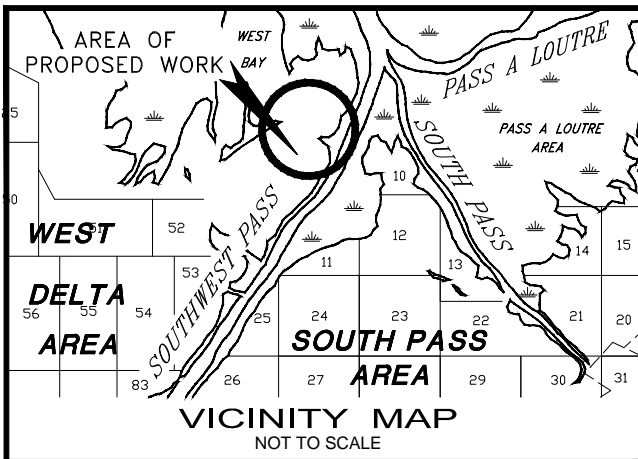 AREA OF
PROPOSED WORK
WEST
BAY
PASS A LOUTRE
PASS A LOUTRE
AREA
SOUTH PASS
SOUTHWEST PASS
10
50
WEST
51
52
12
11
13
14
15
53
DELTA
AREA
56
55
54
25
24
23
22
21
20
SOUTH PASS
AREA
83
26
27
29
30
31
VICINITY MAP
NOT TO SCALE